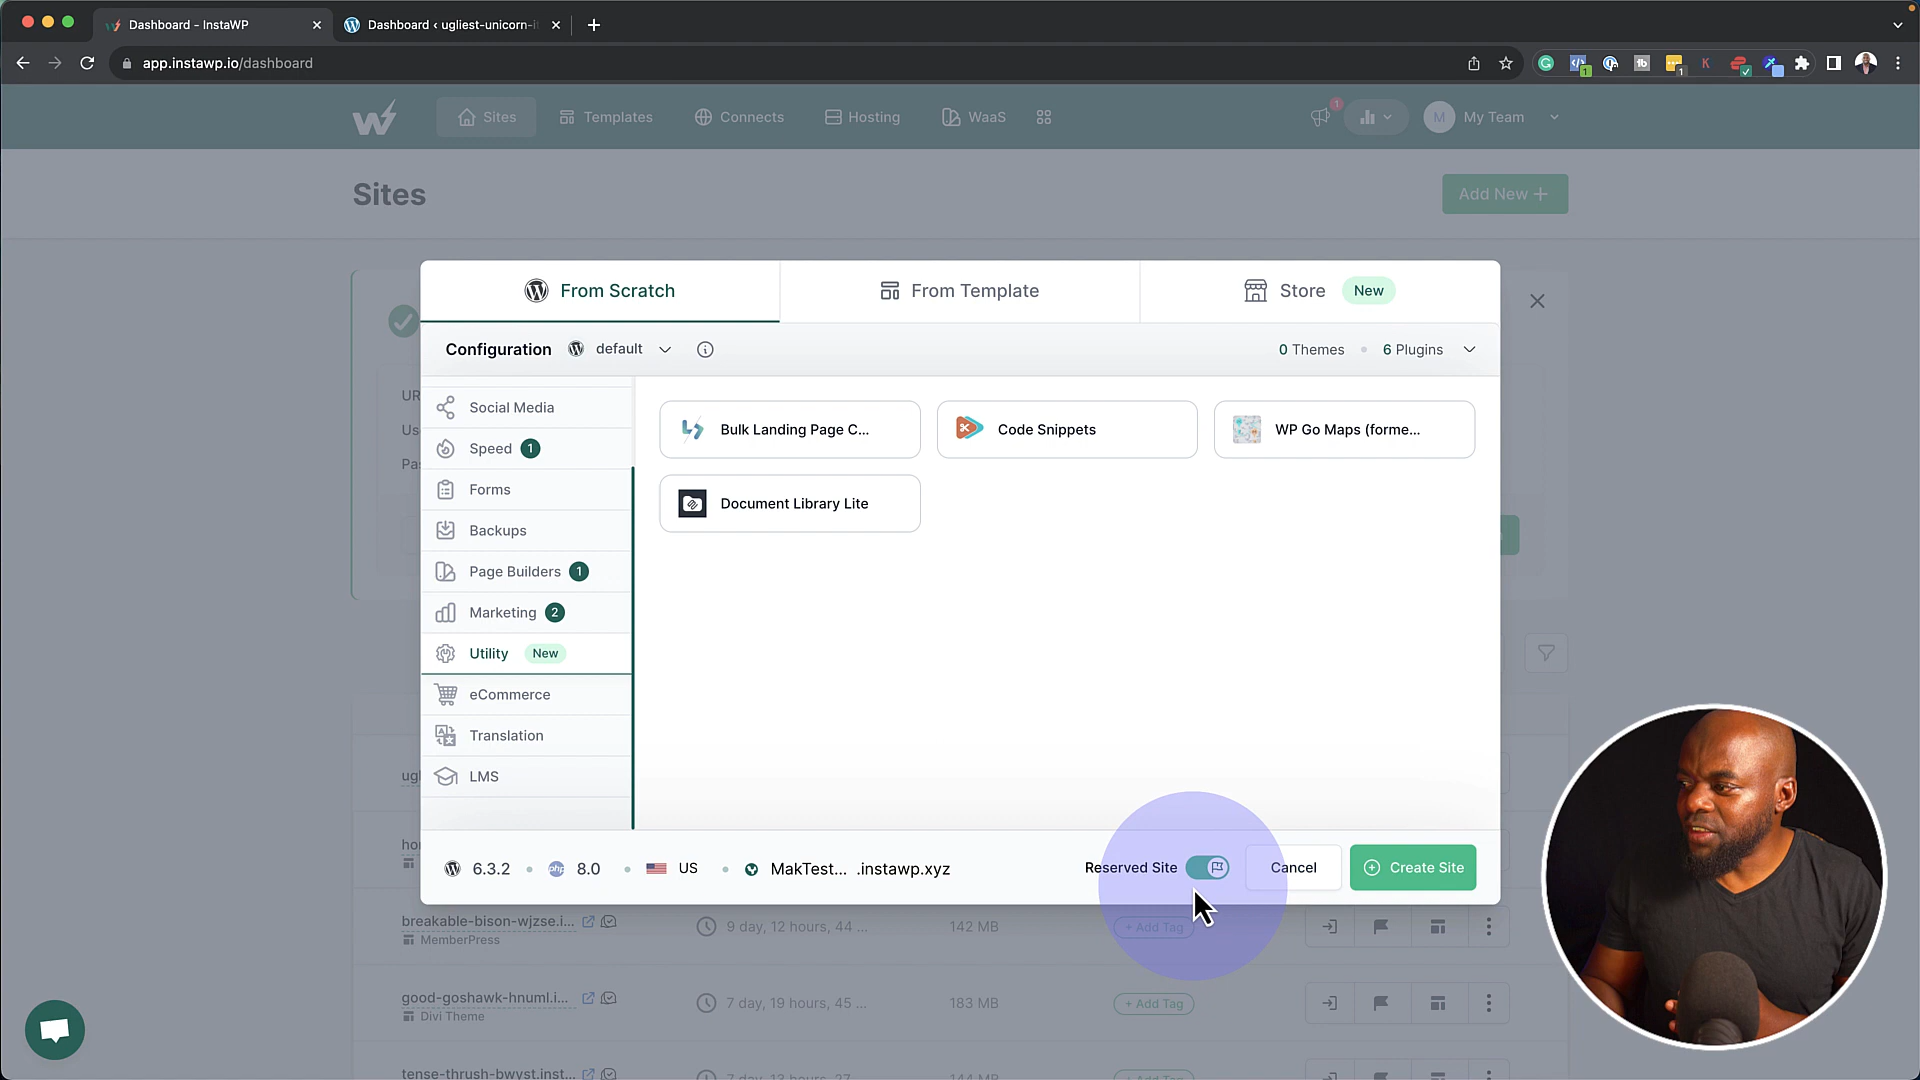 Dashboard - InstaWP
Dashboard ‹ ugliest-unicorn-i
app.instawp.io/dashboard
Sites
Templates
Connects
Hosting
WaaS
1
M
My Team
Sites
Add New +
From Scratch
From Template
Store
New
Configuration
default
0 Themes
6 Plugins
Social Media
Speed
1
Forms
Backups
Page Builders
1
Marketing
2
Utility
New
eCommerce
Translation
LMS
Bulk Landing Page C...
Code Snippets
WP Go Maps (forme...
Document Library Lite
6.3.2
php
8.0
US
MakTest...
.instawp.xyz
Reserved Site
Cancel
Create Site
breakable-bison-wjzse.i...
MemberPress
9 day, 12 hours, 44 ...
142 MB
+ Add Tag
good-goshawk-hnuml.i...
Divi Theme
7 day, 19 hours, 45 ...
183 MB
+ Add Tag
tense-thrush-bwyst.inst...
7 day, 13 hours, 27
144 MB
+ Add Tag